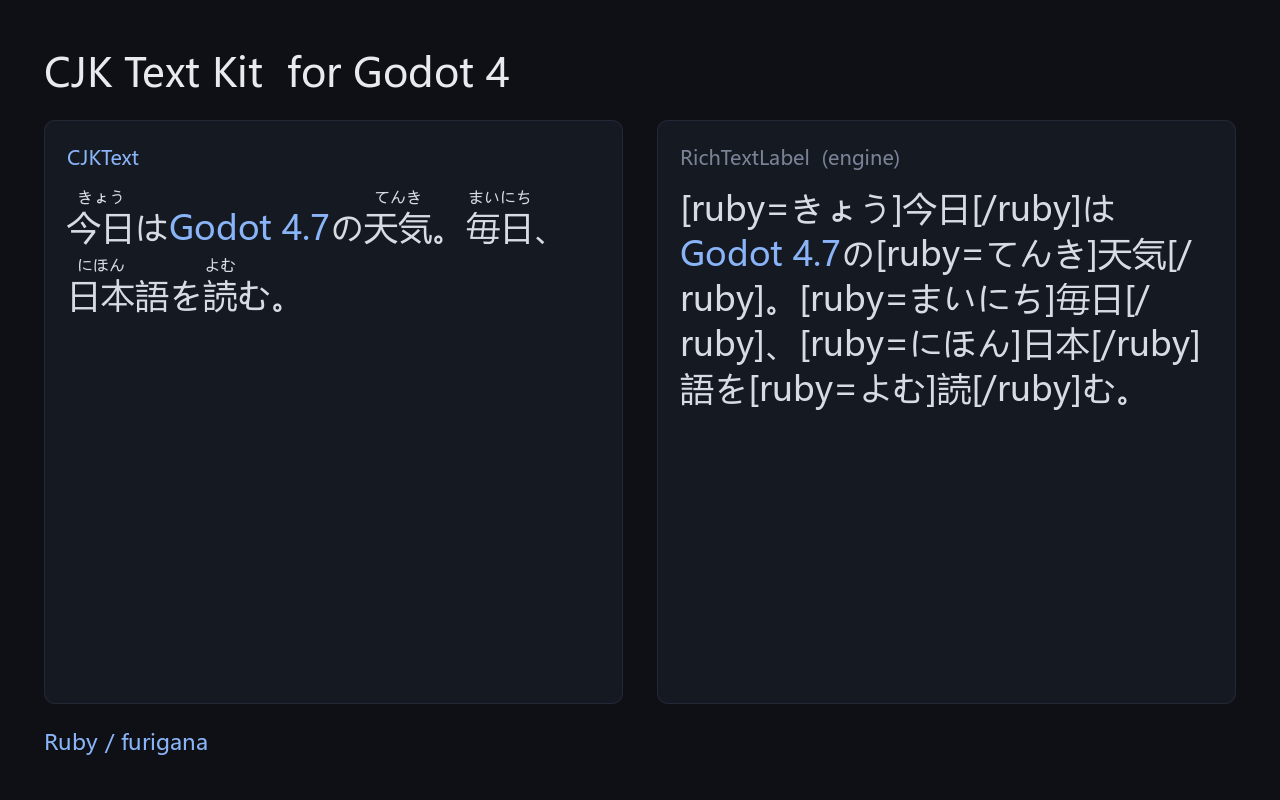 CJK Text Kit  for Godot 4
CJKText
きょう てんき まいにち
今日はGodot 4.7の天気。毎日、
にほん よむ
日本語を読む。
RichTextLabel  (engine)
[ruby=きょう]今日[/ruby]は
Godot 4.7の[ruby=てんき]天気[/
ruby]。[ruby=まいにち]毎日[/
ruby]、[ruby=にほん]日本[/ruby]
語を[ruby=よむ]読[/ruby]む。
Ruby / furigana